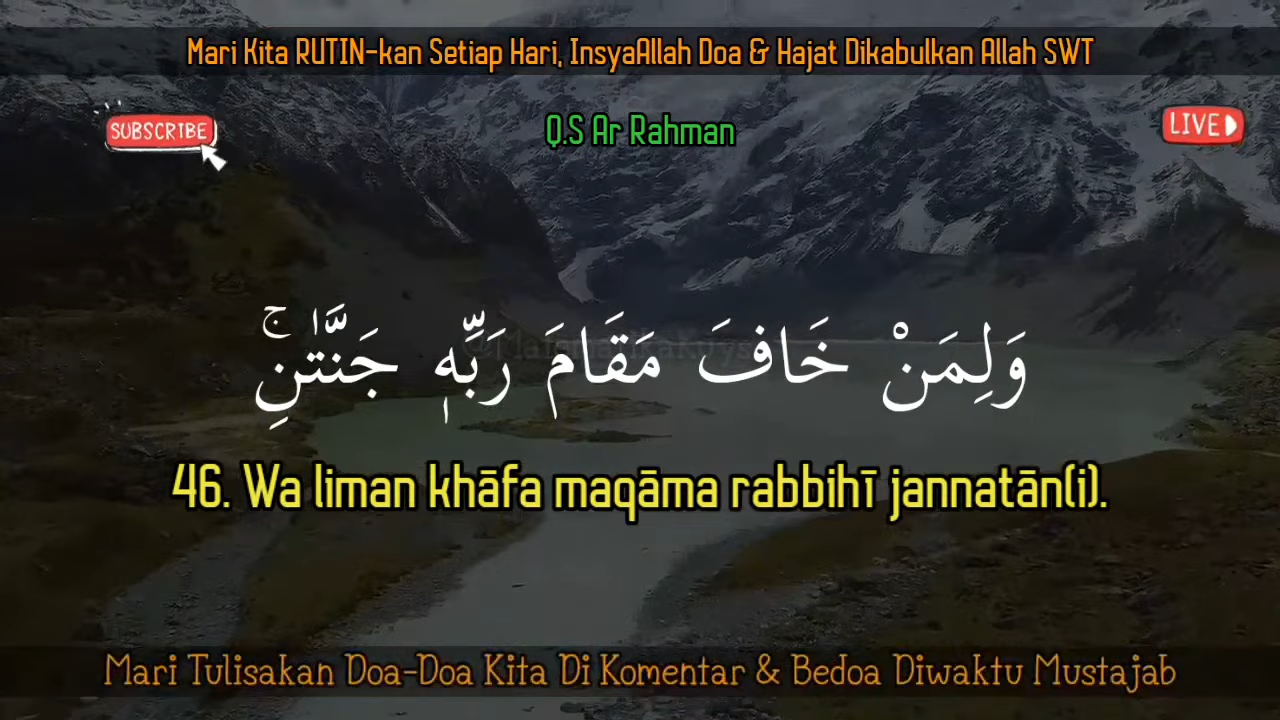 Mari Kita RUTIN-kan Setiap Hari, InsyaAllah Doa & Hajat Dikabulkan Allah SWT
SUBSCRIBE
Q.S Ar Rahman
LIVE
وَلِمَنْ خَافَ مَقَامَ رَبِّهٖ جَنَّتٰنِۚ
46. Wa liman khāfa maqāma rabbihī jannatān(i).
Mari Tulisakan Doa-Doa Kita Di Komentar & Bedoa Diwaktu Mustajab